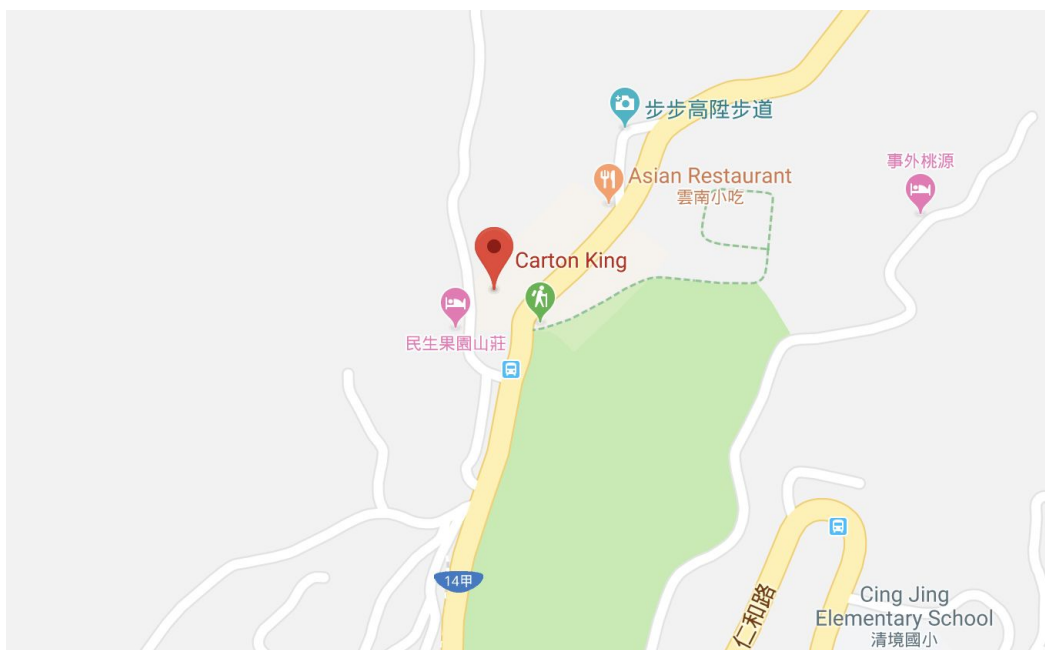 步步高陞步道
事外桃源
Asian Restaurant
雲南小吃
Carton King
民生果園山莊
14甲
仁和路
Cing Jing
Elementary School
清境國小